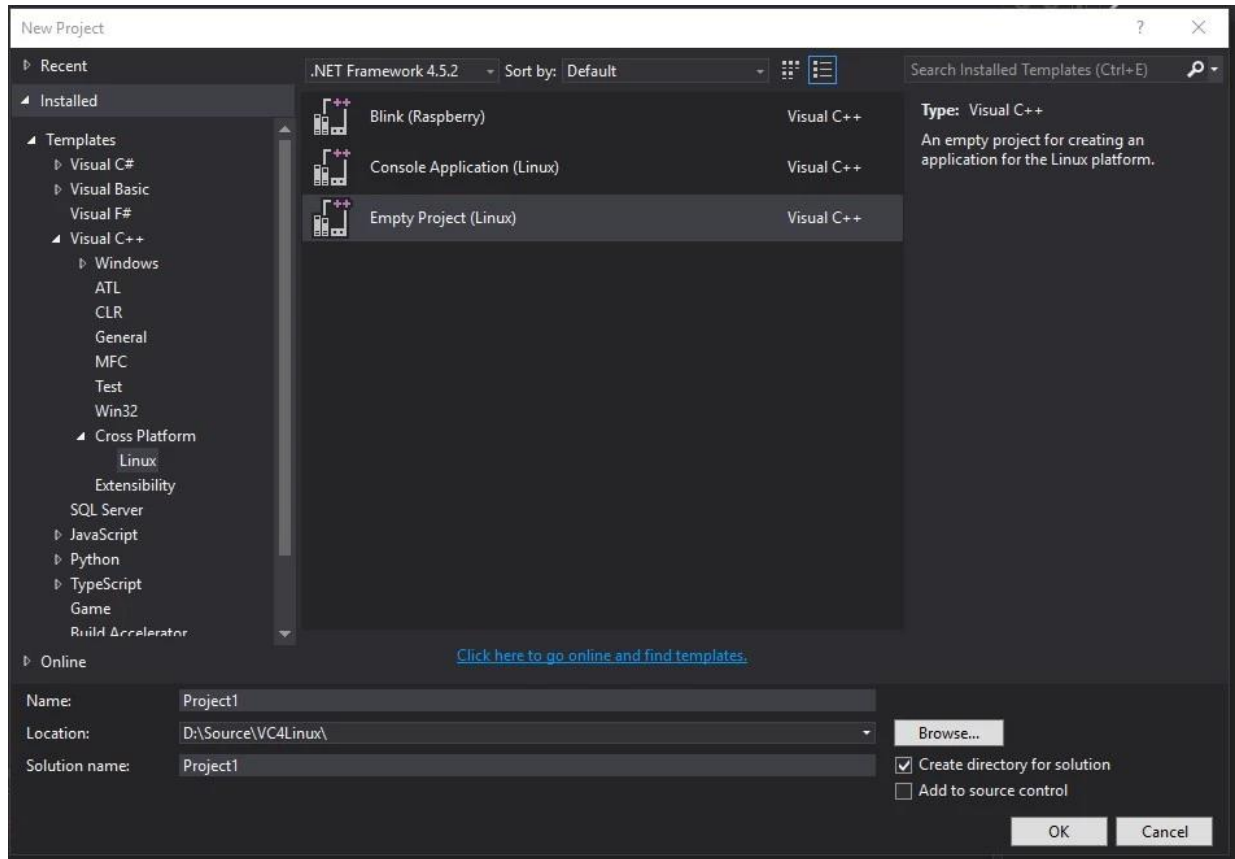 New Project
?
Recent
.NET Framework 4.5.2
Sort by: Default
Search Installed Templates (Ctrl+E)
Installed
Templates
Visual C#
Visual Basic
Visual F#
Visual C++
Windows
ATL
CLR
General
MFC
Test
Win32
Cross Platform
Linux
Extensibility
SQL Server
JavaScript
Python
TypeScript
Game
Build Accelerator
Online
Blink (Raspberry) Visual C++
Console Application (Linux) Visual C++
Empty Project (Linux) Visual C++
Type: Visual C++
An empty project for creating an
application for the Linux platform.
Click here to go online and find templates.
Name: Project1
Location: D:\Source\VC4Linux\
Browse...
Solution name: Project1
Create directory for solution
Add to source control
OK
Cancel